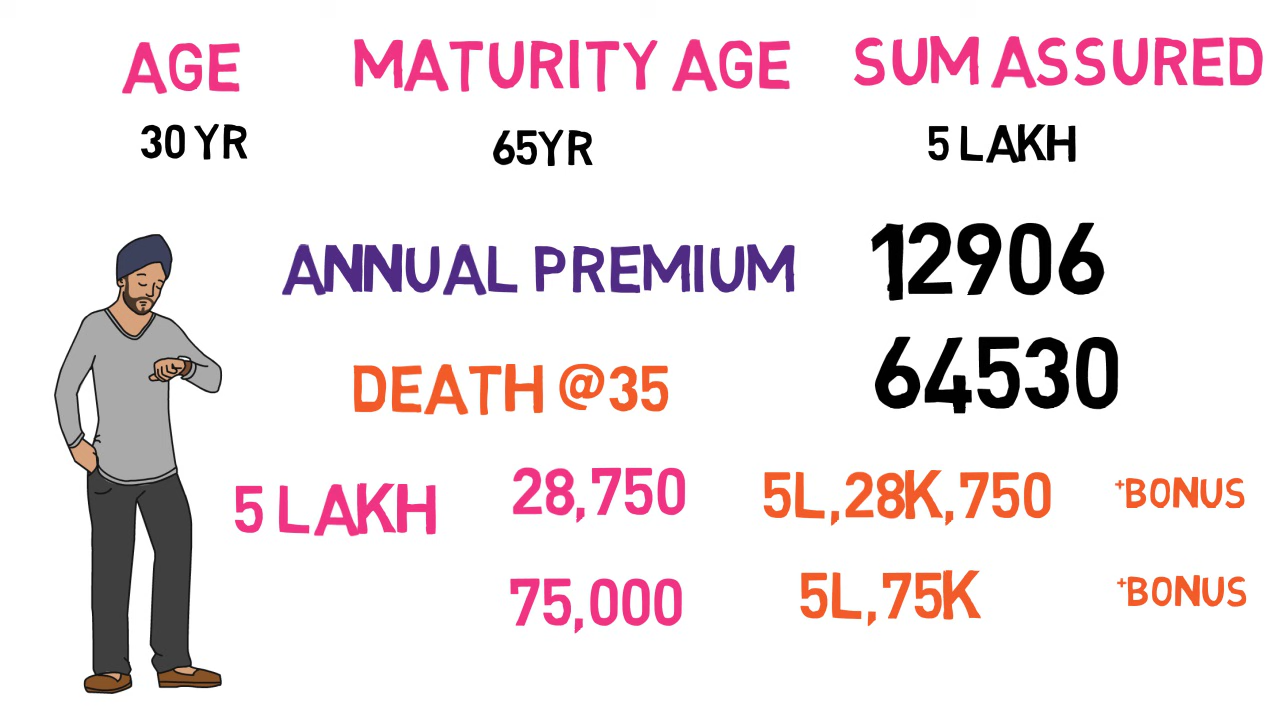 AGE MATURITY AGE SUM ASSURED
30 YR 65YR 5 LAKH
ANNUAL PREMIUM 12906
DEATH @35 64530
5 LAKH 28,750 5L,28K,750 +BONUS
75,000 5L,75K +BONUS